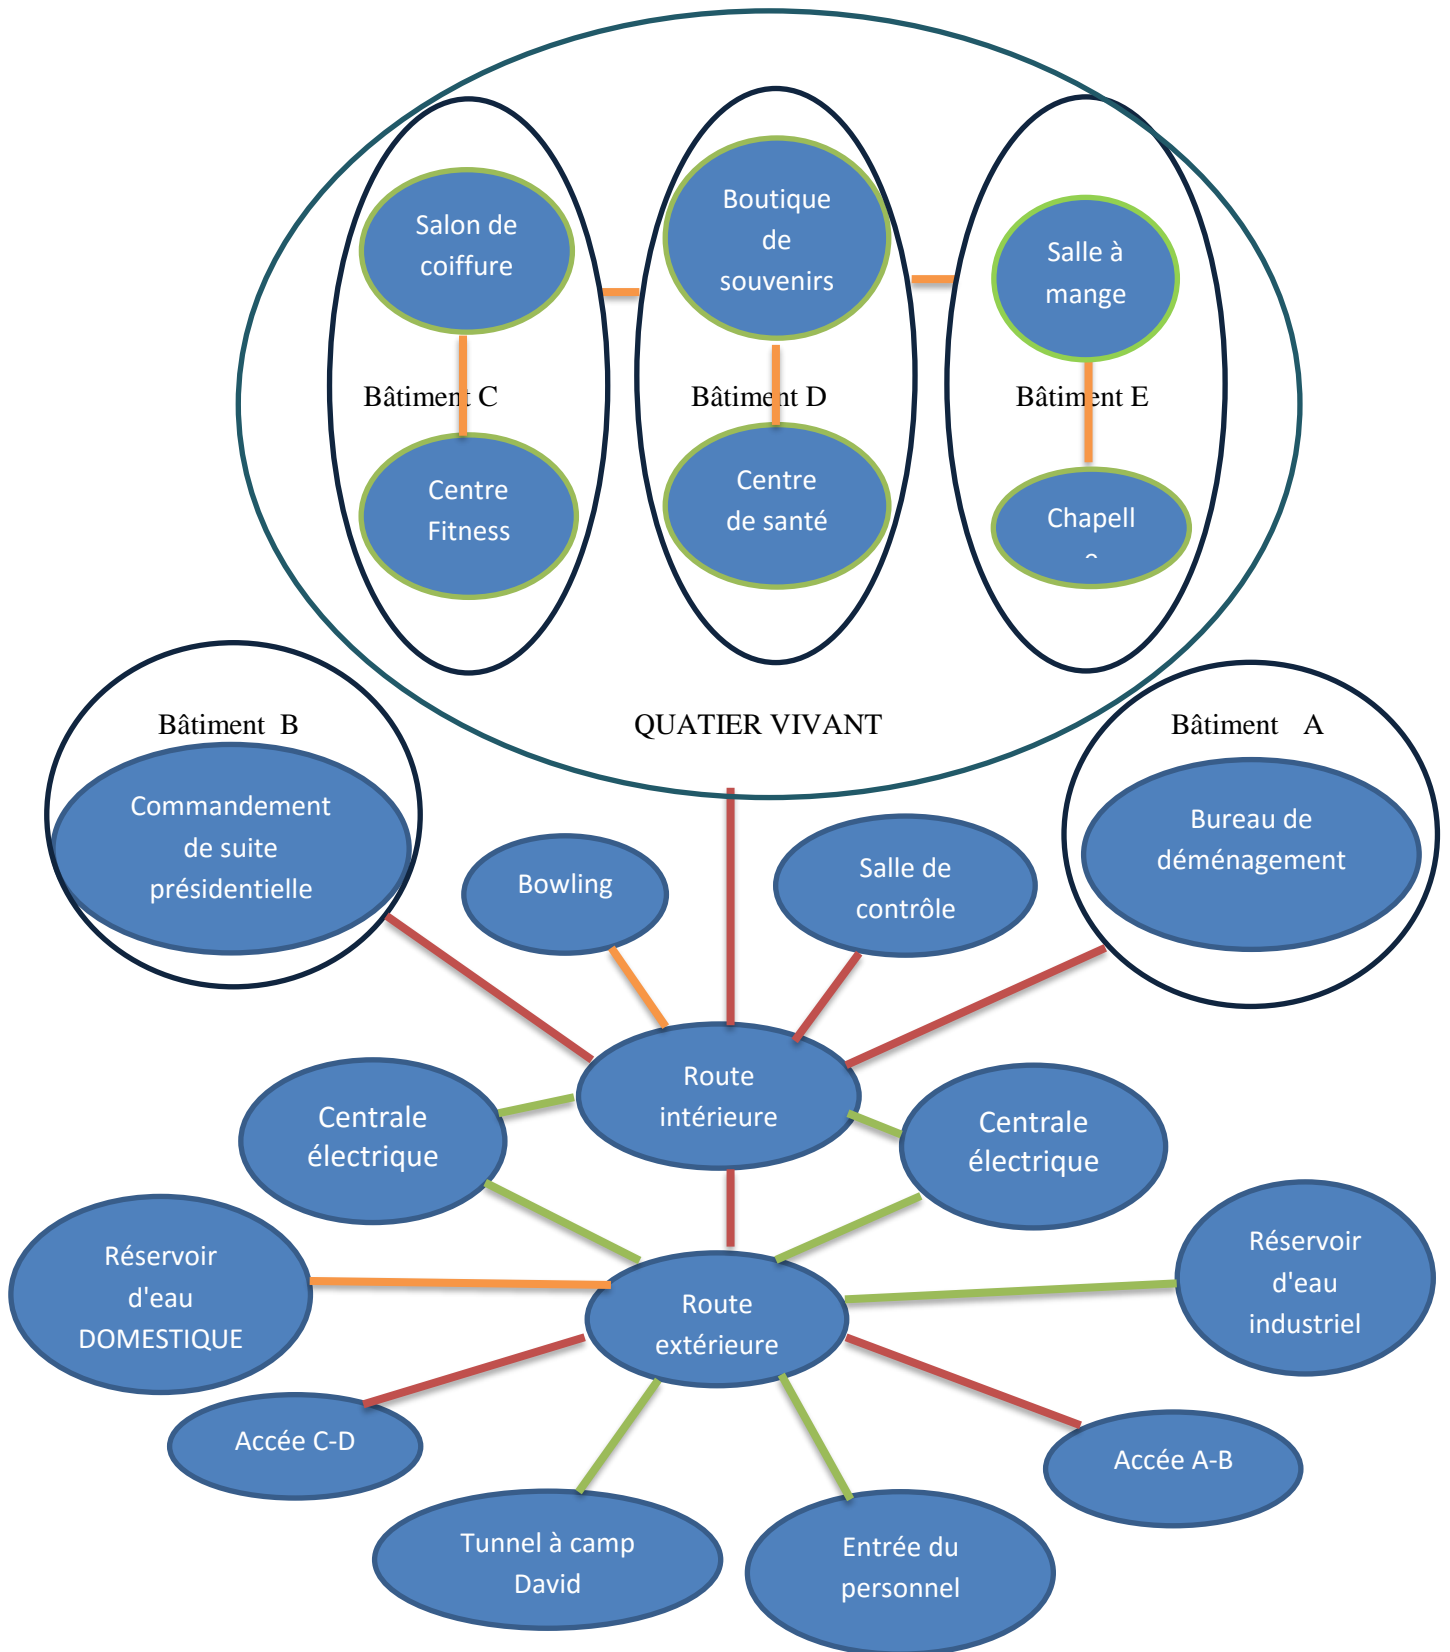 Salon de
coiffure
Boutique
de
souvenirs
Salle à
mange
Bâtiment C
Bâtiment D
Bâtiment E
Centre
Fitness
Centre
de santé
Chapell
Bâtiment B
QUATIER VIVANT
Bâtiment A
Commandement
de suite
présidentielle
Bowling
Salle de
contrôle
Bureau de
déménagement
Route
intérieure
Centrale
électrique
Centrale
électrique
Réservoir
d'eau
DOMESTIQUE
Route
extérieure
Réservoir
d'eau
industriel
Accée C-D
Accée A-B
Tunnel à camp
David
Entrée du
personnel